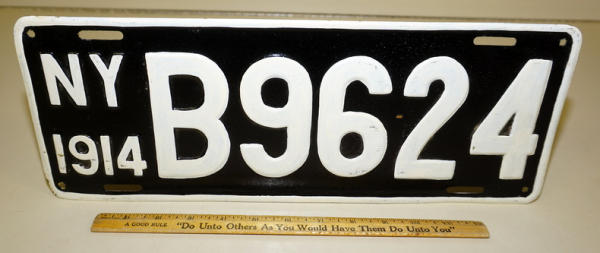 NY B9624
1914
A GOOD RULE "Do Unto Others As You Would Have Them Do Unto You"